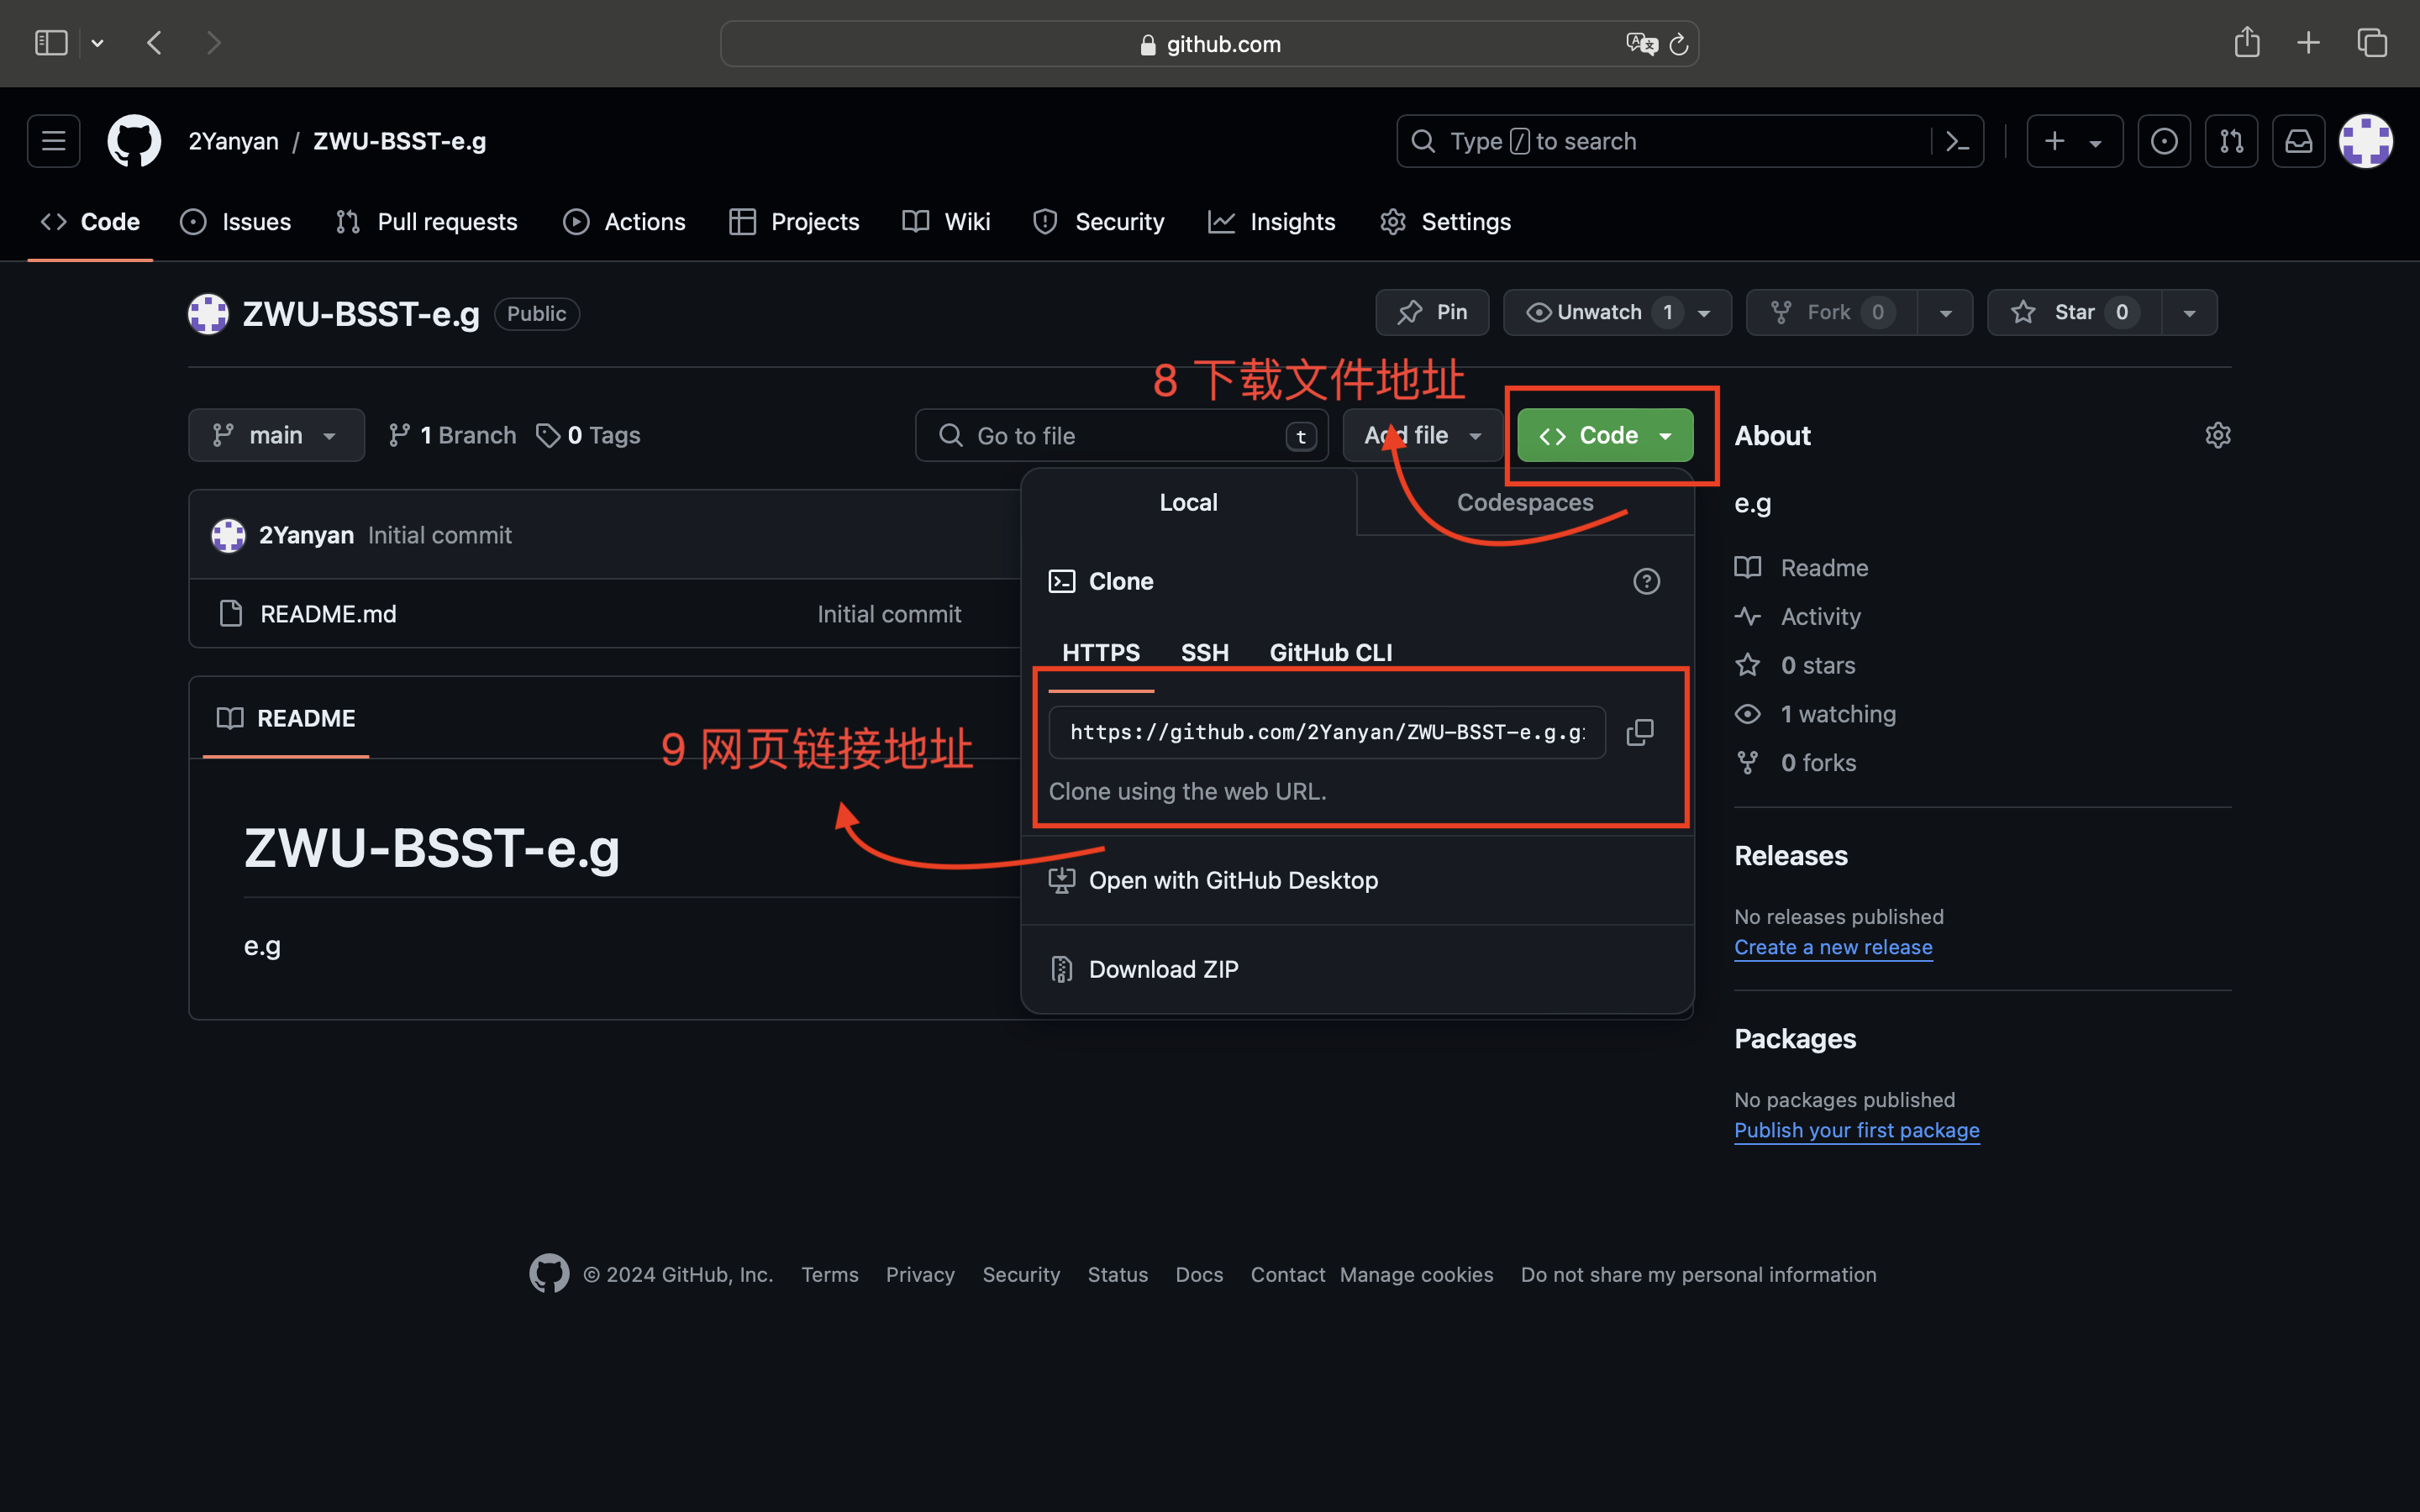 github.com
2Yanyan / ZWU-BSST-e.g
Type / to search
Code Issues Pull requests Actions Projects Wiki Security Insights Settings
ZWU-BSST-e.g Public
Pin Unwatch 1 Fork 0 Star 0
8 下载文件地址
main 1 Branch 0 Tags
Go to file t Add file Code
About
e.g
Local Codespaces
2Yanyan Initial commit
README.md Initial commit
Clone
HTTPS SSH GitHub CLI
https://github.com/2Yanyan/ZWU-BSST-e.g.g
Clone using the web URL.
Open with GitHub Desktop
Download ZIP
9 网页链接地址
README
ZWU-BSST-e.g
e.g
Readme
Activity
0 stars
1 watching
0 forks
Releases
No releases published
Create a new release
Packages
No packages published
Publish your first package
© 2024 GitHub, Inc. Terms Privacy Security Status Docs Contact Manage cookies Do not share my personal information